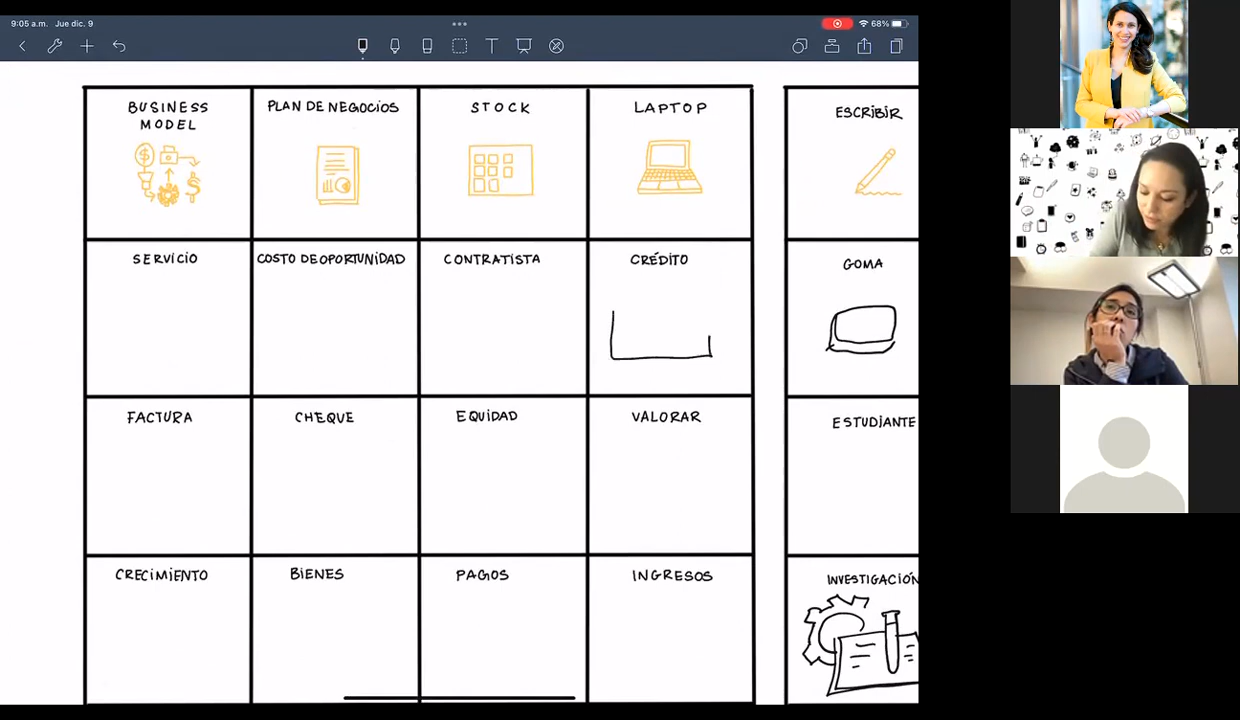 9:05 a.m. Jue dic. 9
68%
BUSINESS
MODEL
PLAN DE NEGOCIOS
STOCK
LAPTOP
ESCRIBIR
SERVICIO
COSTO DE OPORTUNIDAD
CONTRATISTA
CRÉDITO
GOMA
FACTURA
CHEQUE
EQUIDAD
VALORAR
ESTUDIANTE
CRECIMIENTO
BIENES
PAGOS
INGRESOS
INVESTIGACIÓN